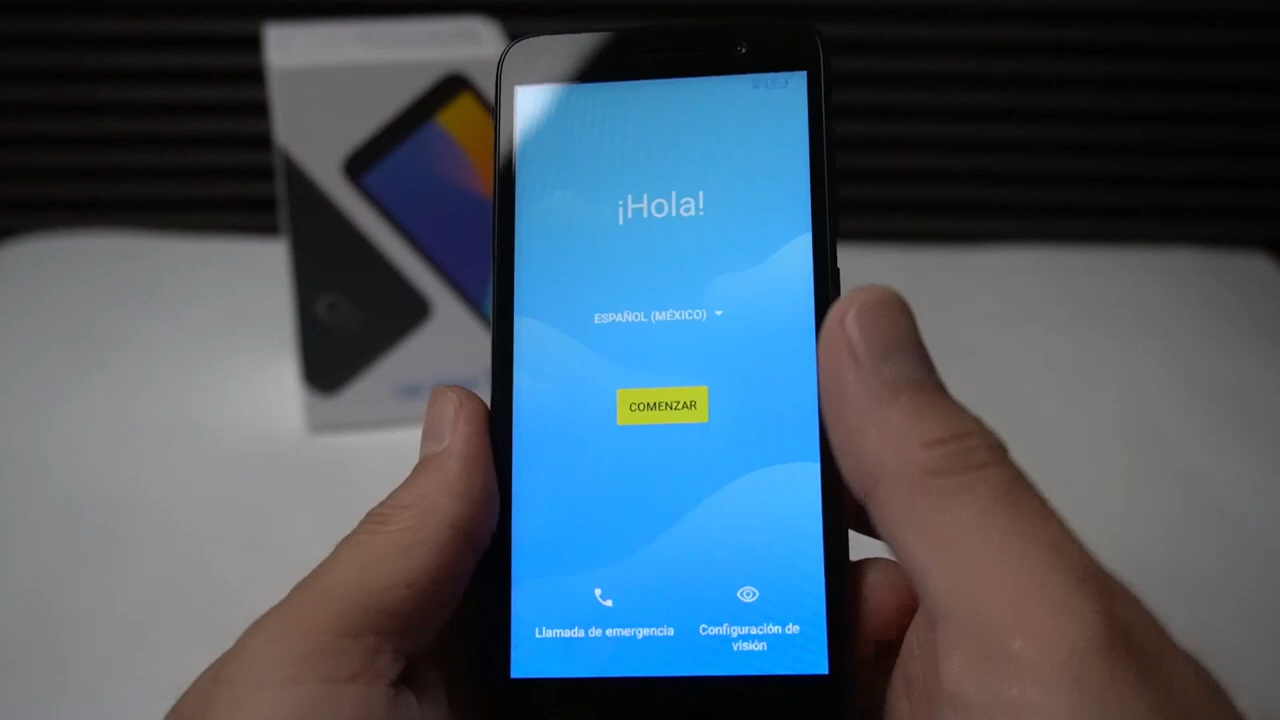 ¡Hola!
ESPAÑOL (MÉXICO)
COMENZAR
Llamada de emergencia
Configuración de
visión